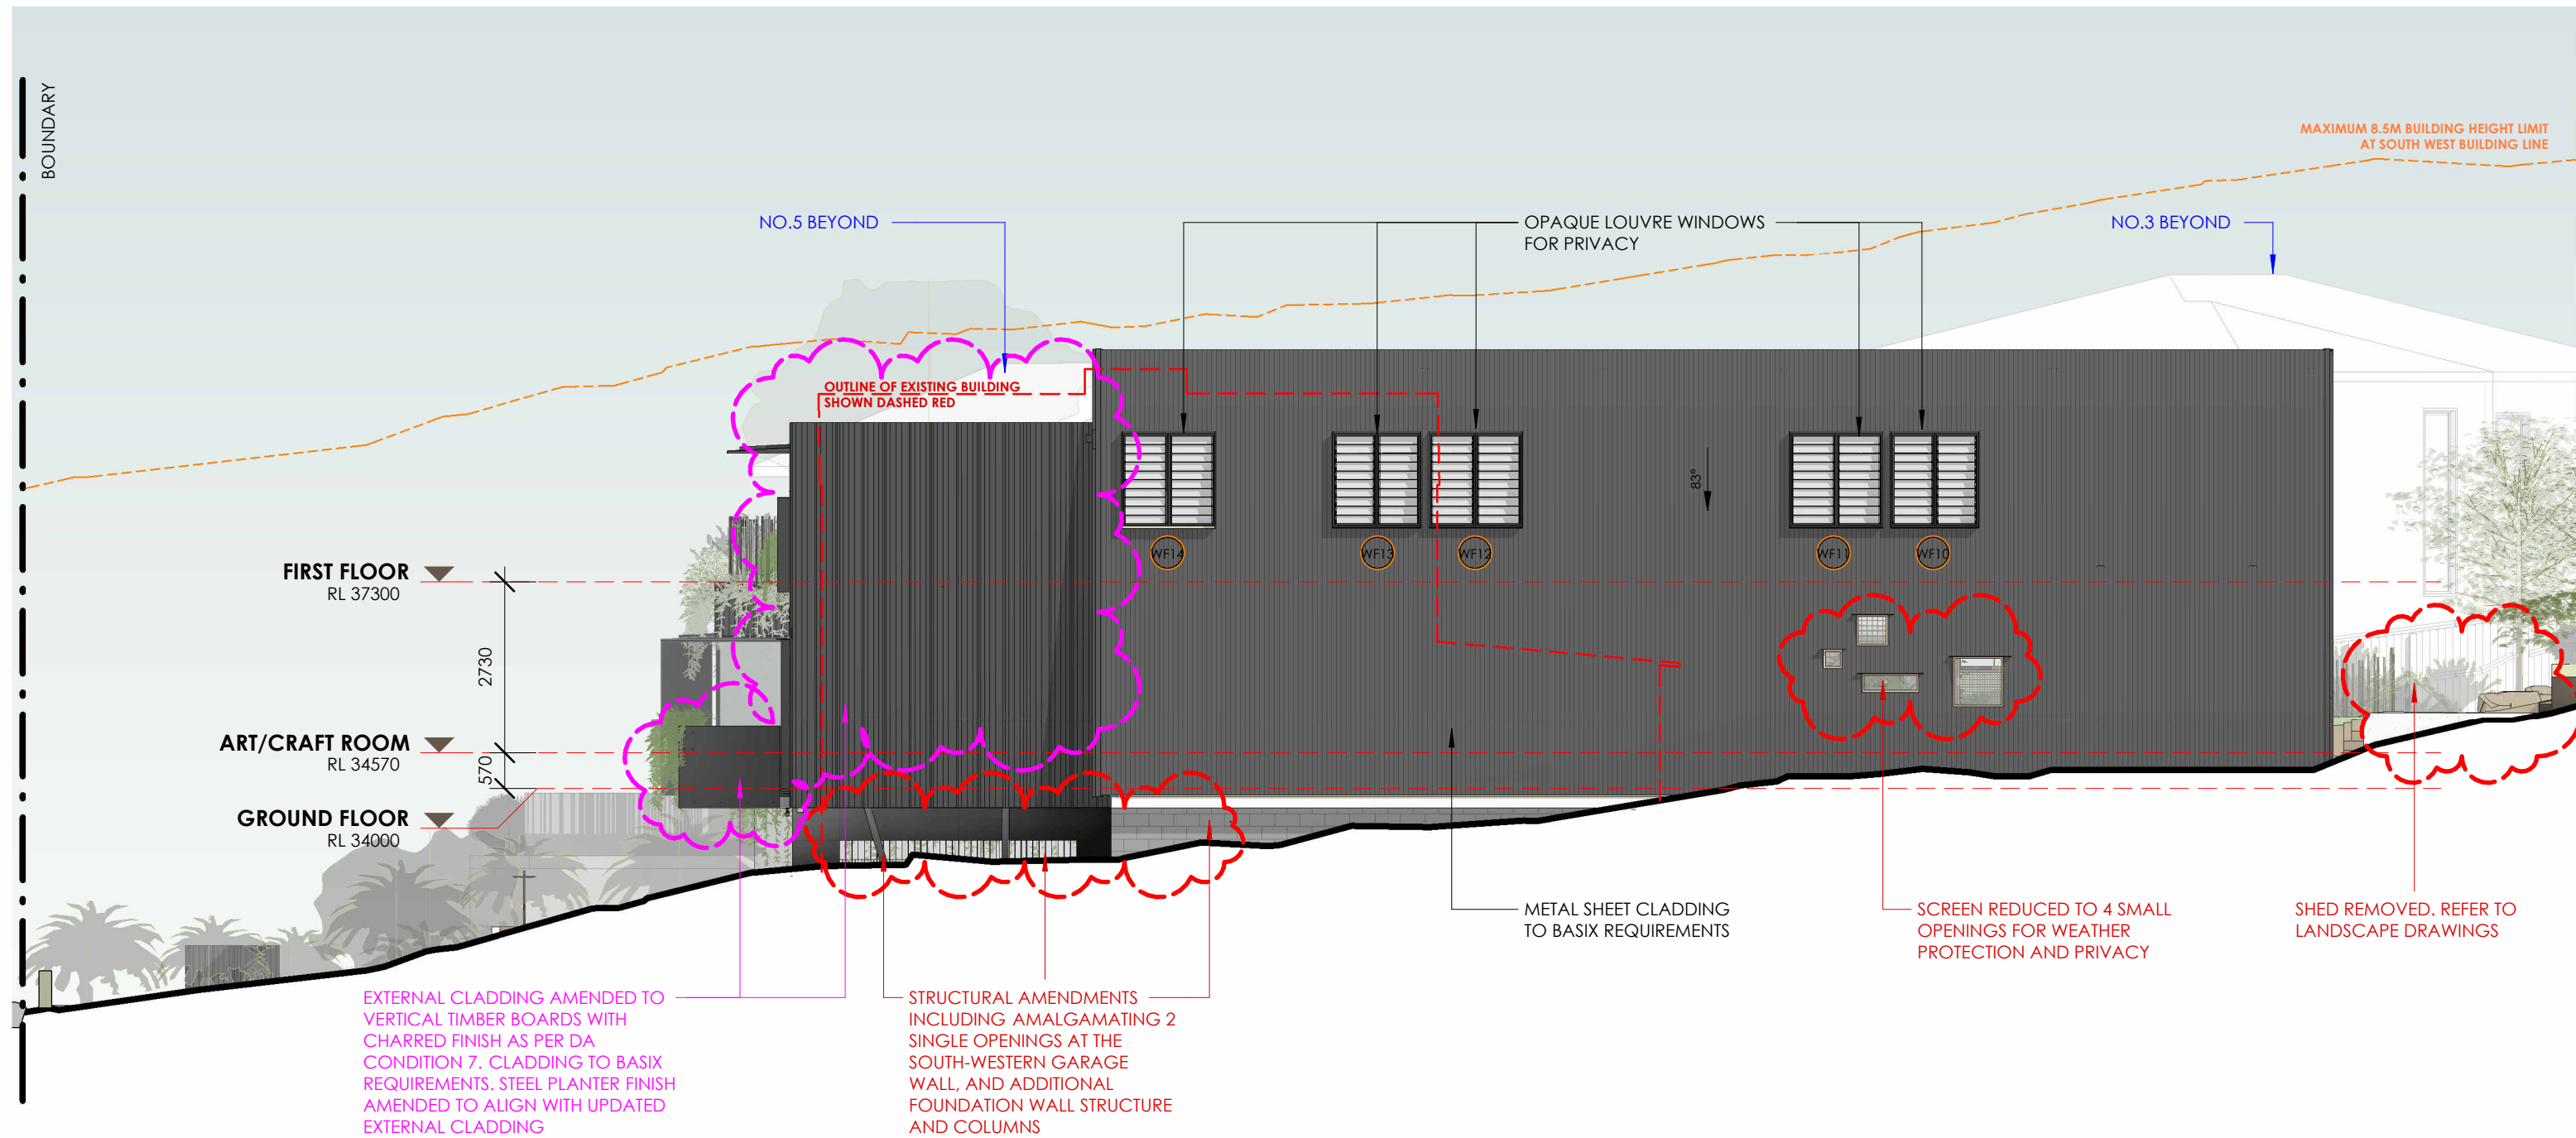 BOUNDARY
MAXIMUM 8.5M BUILDING HEIGHT LIMIT
AT SOUTH WEST BUILDING LINE
NO.5 BEYOND
OPAQUE LOUVRE WINDOWS
FOR PRIVACY
NO.3 BEYOND
OUTLINE OF EXISTING BUILDING
SHOWN DASHED RED
83°
WF14
WF13
WF12
WF11
WF10
FIRST FLOOR
RL 37300
2730
ART/CRAFT ROOM
RL 34570
570
GROUND FLOOR
RL 34000
METAL SHEET CLADDING
TO BASIX REQUIREMENTS
SCREEN REDUCED TO 4 SMALL
OPENINGS FOR WEATHER
PROTECTION AND PRIVACY
SHED REMOVED. REFER TO
LANDSCAPE DRAWINGS
EXTERNAL CLADDING AMENDED TO
VERTICAL TIMBER BOARDS WITH
CHARRED FINISH AS PER DA
CONDITION 7. CLADDING TO BASIX
REQUIREMENTS. STEEL PLANTER FINISH
AMENDED TO ALIGN WITH UPDATED
EXTERNAL CLADDING
STRUCTURAL AMENDMENTS
INCLUDING AMALGAMATING 2
SINGLE OPENINGS AT THE
SOUTH-WESTERN GARAGE
WALL, AND ADDITIONAL
FOUNDATION WALL STRUCTURE
AND COLUMNS